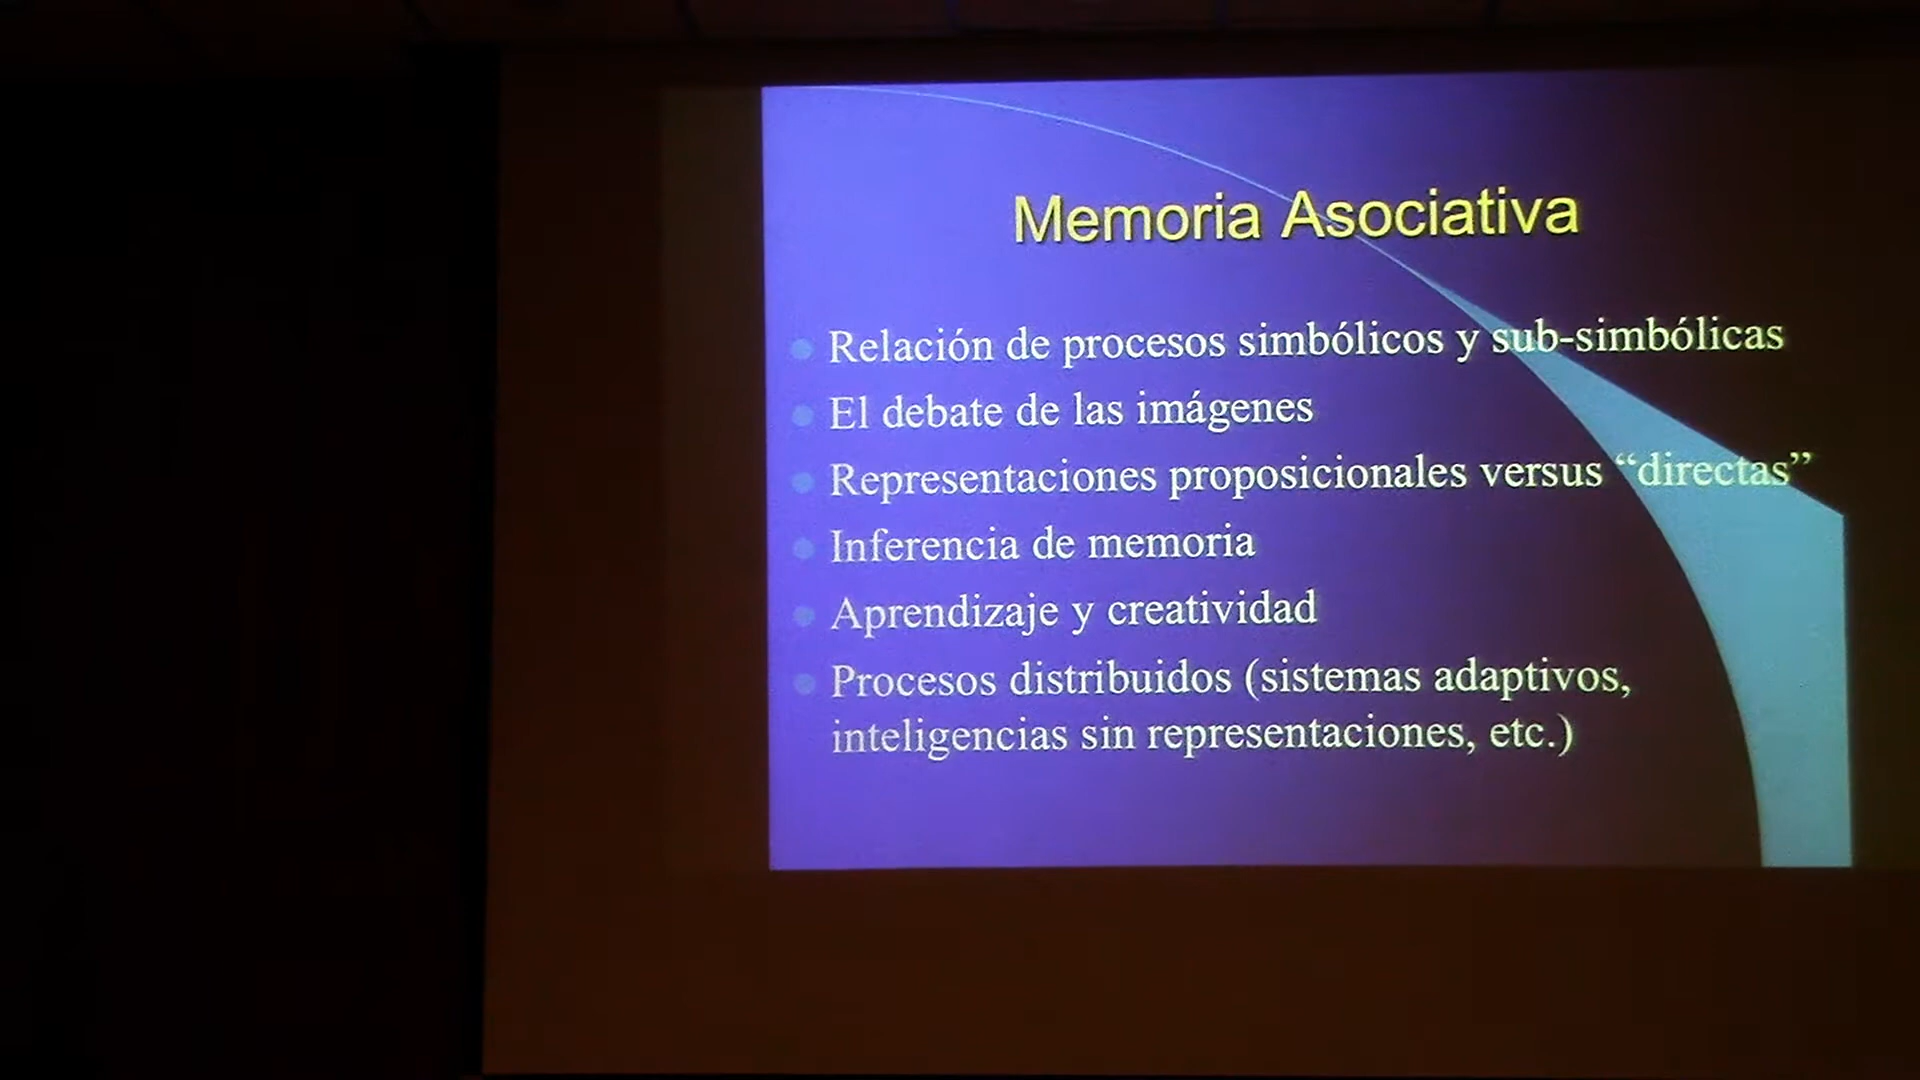 Memoria Asociativa
Relación de procesos simbólicos y sub-simbólicas
El debate de las imágenes
Representaciones proposicionales versus “directas”
Inferencia de memoria
Aprendizaje y creatividad
Procesos distribuidos (sistemas adaptivos,
inteligencias sin representaciones, etc.)